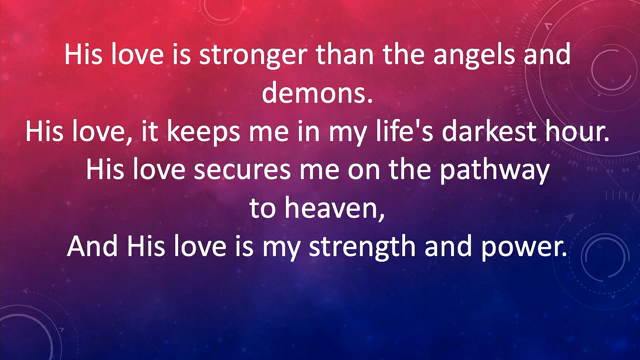 His love is stronger than the angels and
demons.
His love, it keeps me in my life's darkest hour.
His love secures me on the pathway
to heaven,
And His love is my strength and power.